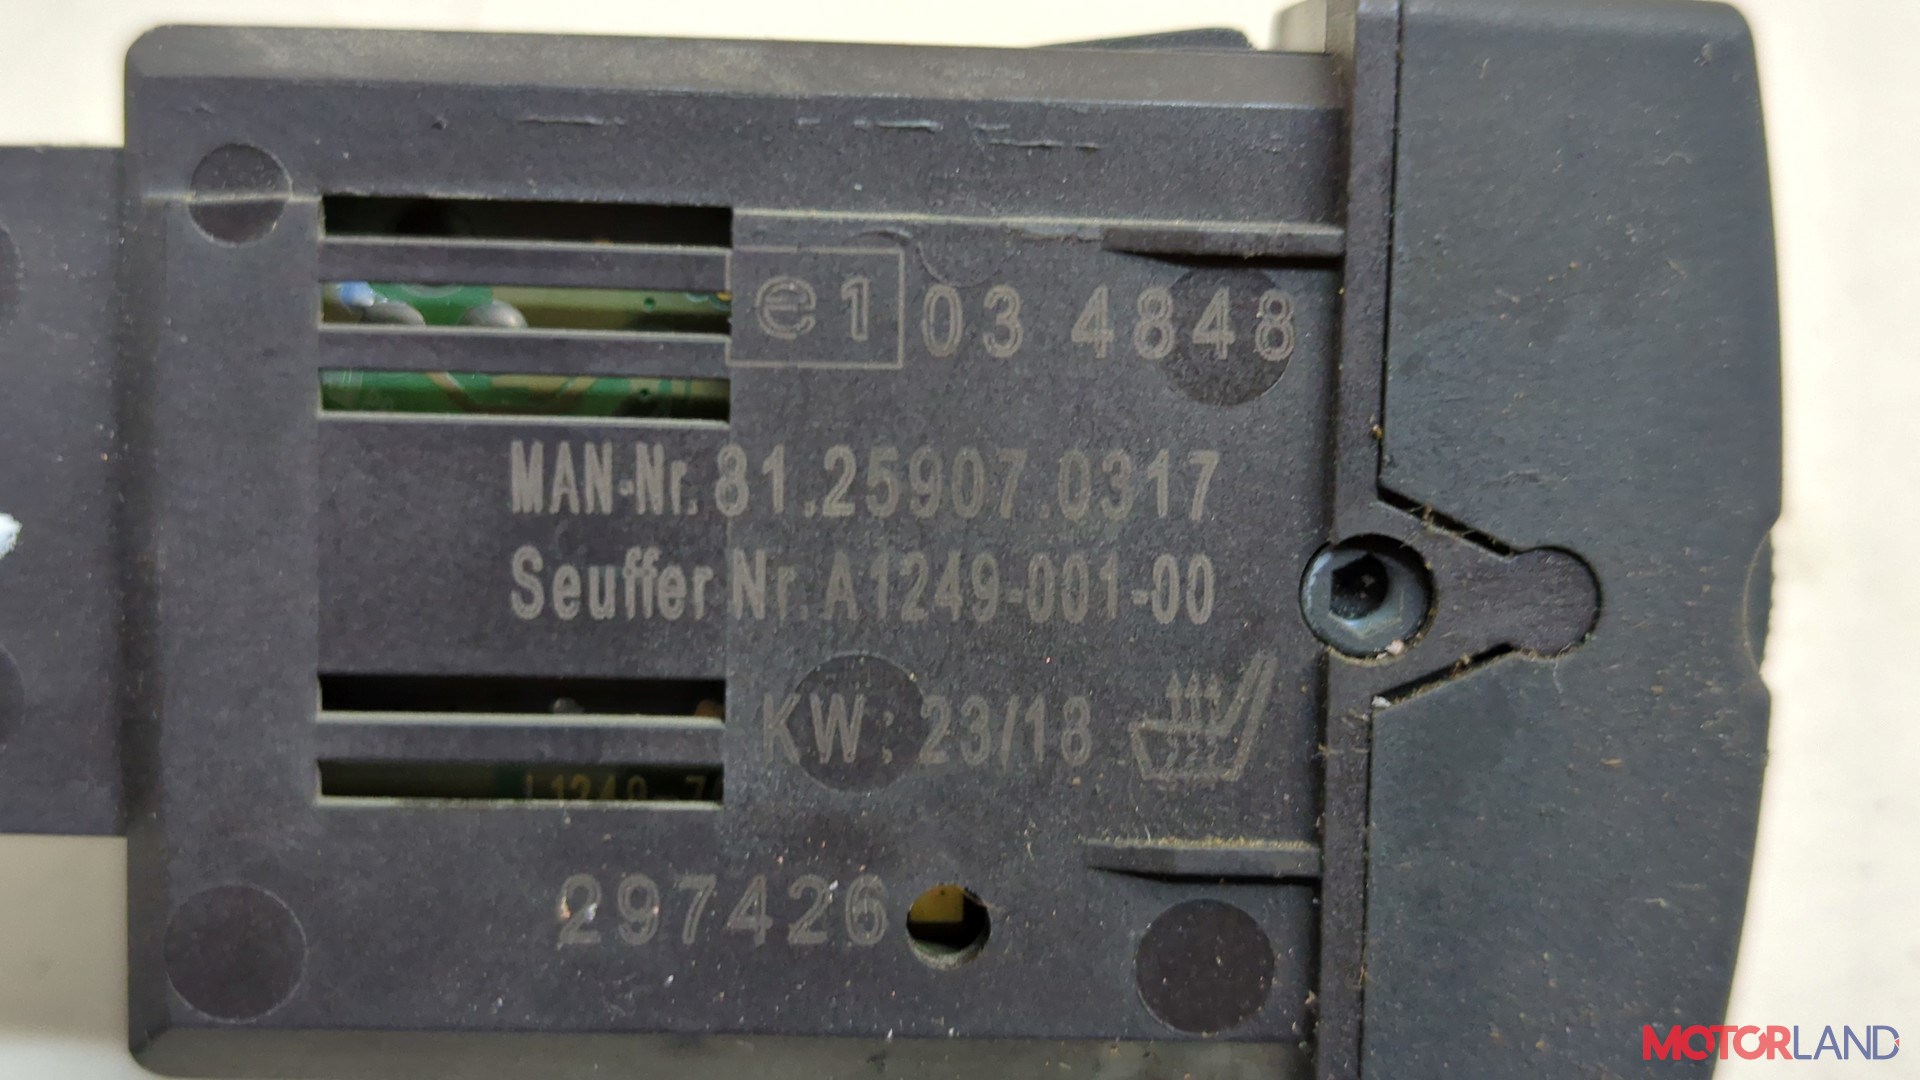 e1 03 4848
MAN-Nr. 81.25907.0317
Seuffer Nr. A1249-001-00
KW: 23/18
297426
MOTORLAND